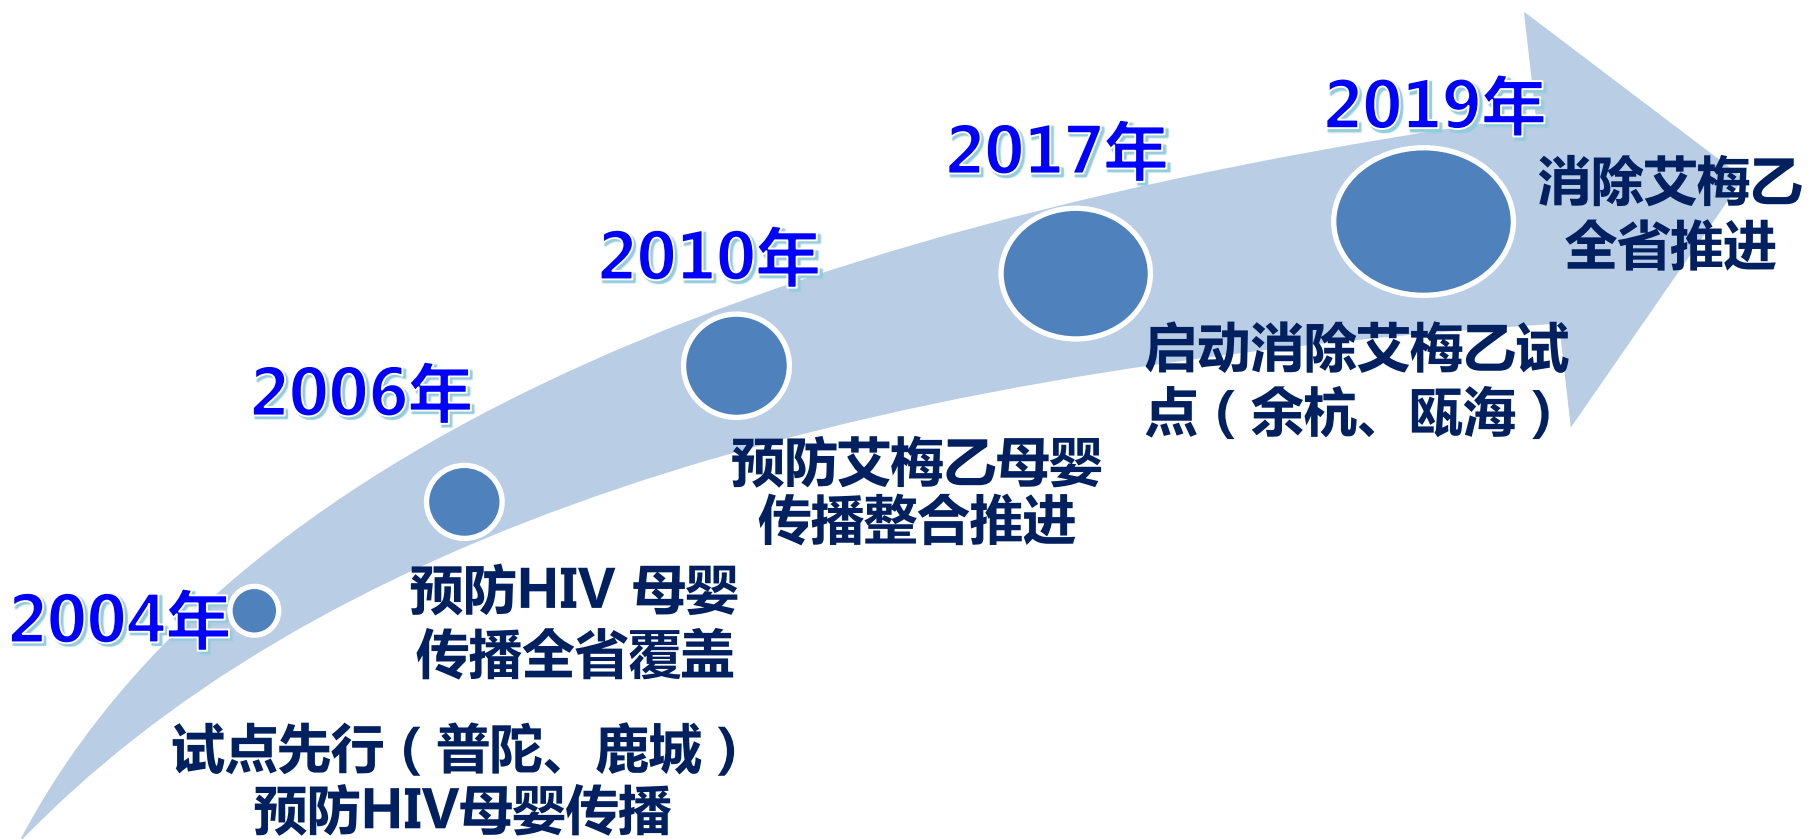 2004年
试点先行（普陀、鹿城）
预防HIV母婴传播
2006年
预防HIV 母婴
传播全省覆盖
2010年
预防艾梅乙母婴
传播整合推进
2017年
启动消除艾梅乙试
点（余杭、瓯海）
2019年
消除艾梅乙
全省推进